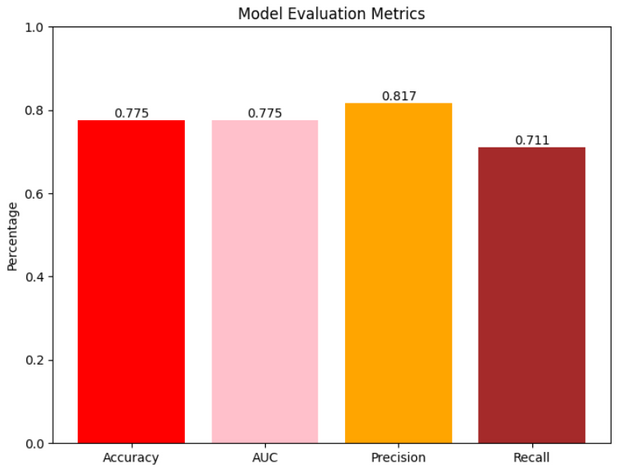 Model Evaluation Metrics
Percentage
1.0
0.8
0.6
0.4
0.2
0.0
0.775
0.775
0.817
0.711
Accuracy
AUC
Precision
Recall